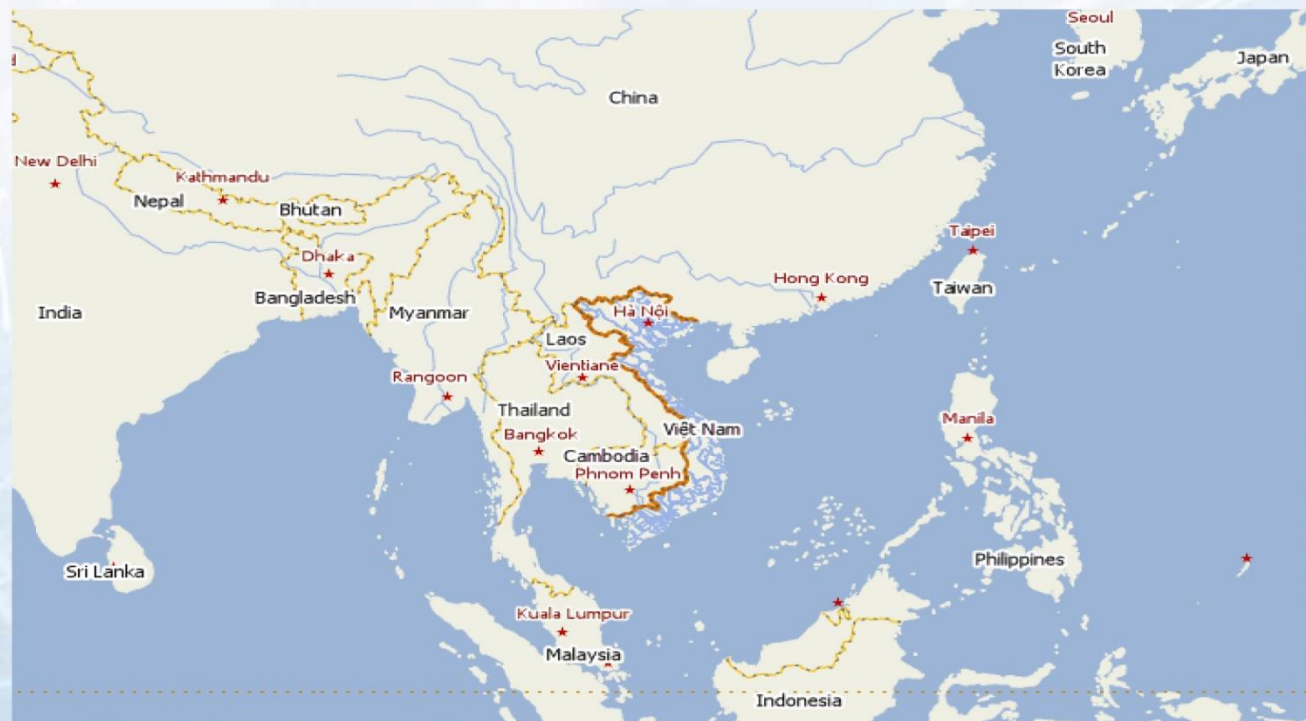 Seoul
South
Korea
Japan
China
New Delhi
Kathmandu
Nepal
Bhutan
Dhaka
Bangladesh
Myanmar
India
Taipei
Taiwan
Hong Kong
Hà Nội
Laos
Vientiane
Rangoon
Thailand
Bangkok
Việt Nam
Cambodia
Phnom Penh
Manila
Philippines
Sri Lanka
Kuala Lumpur
Malaysia
Indonesia